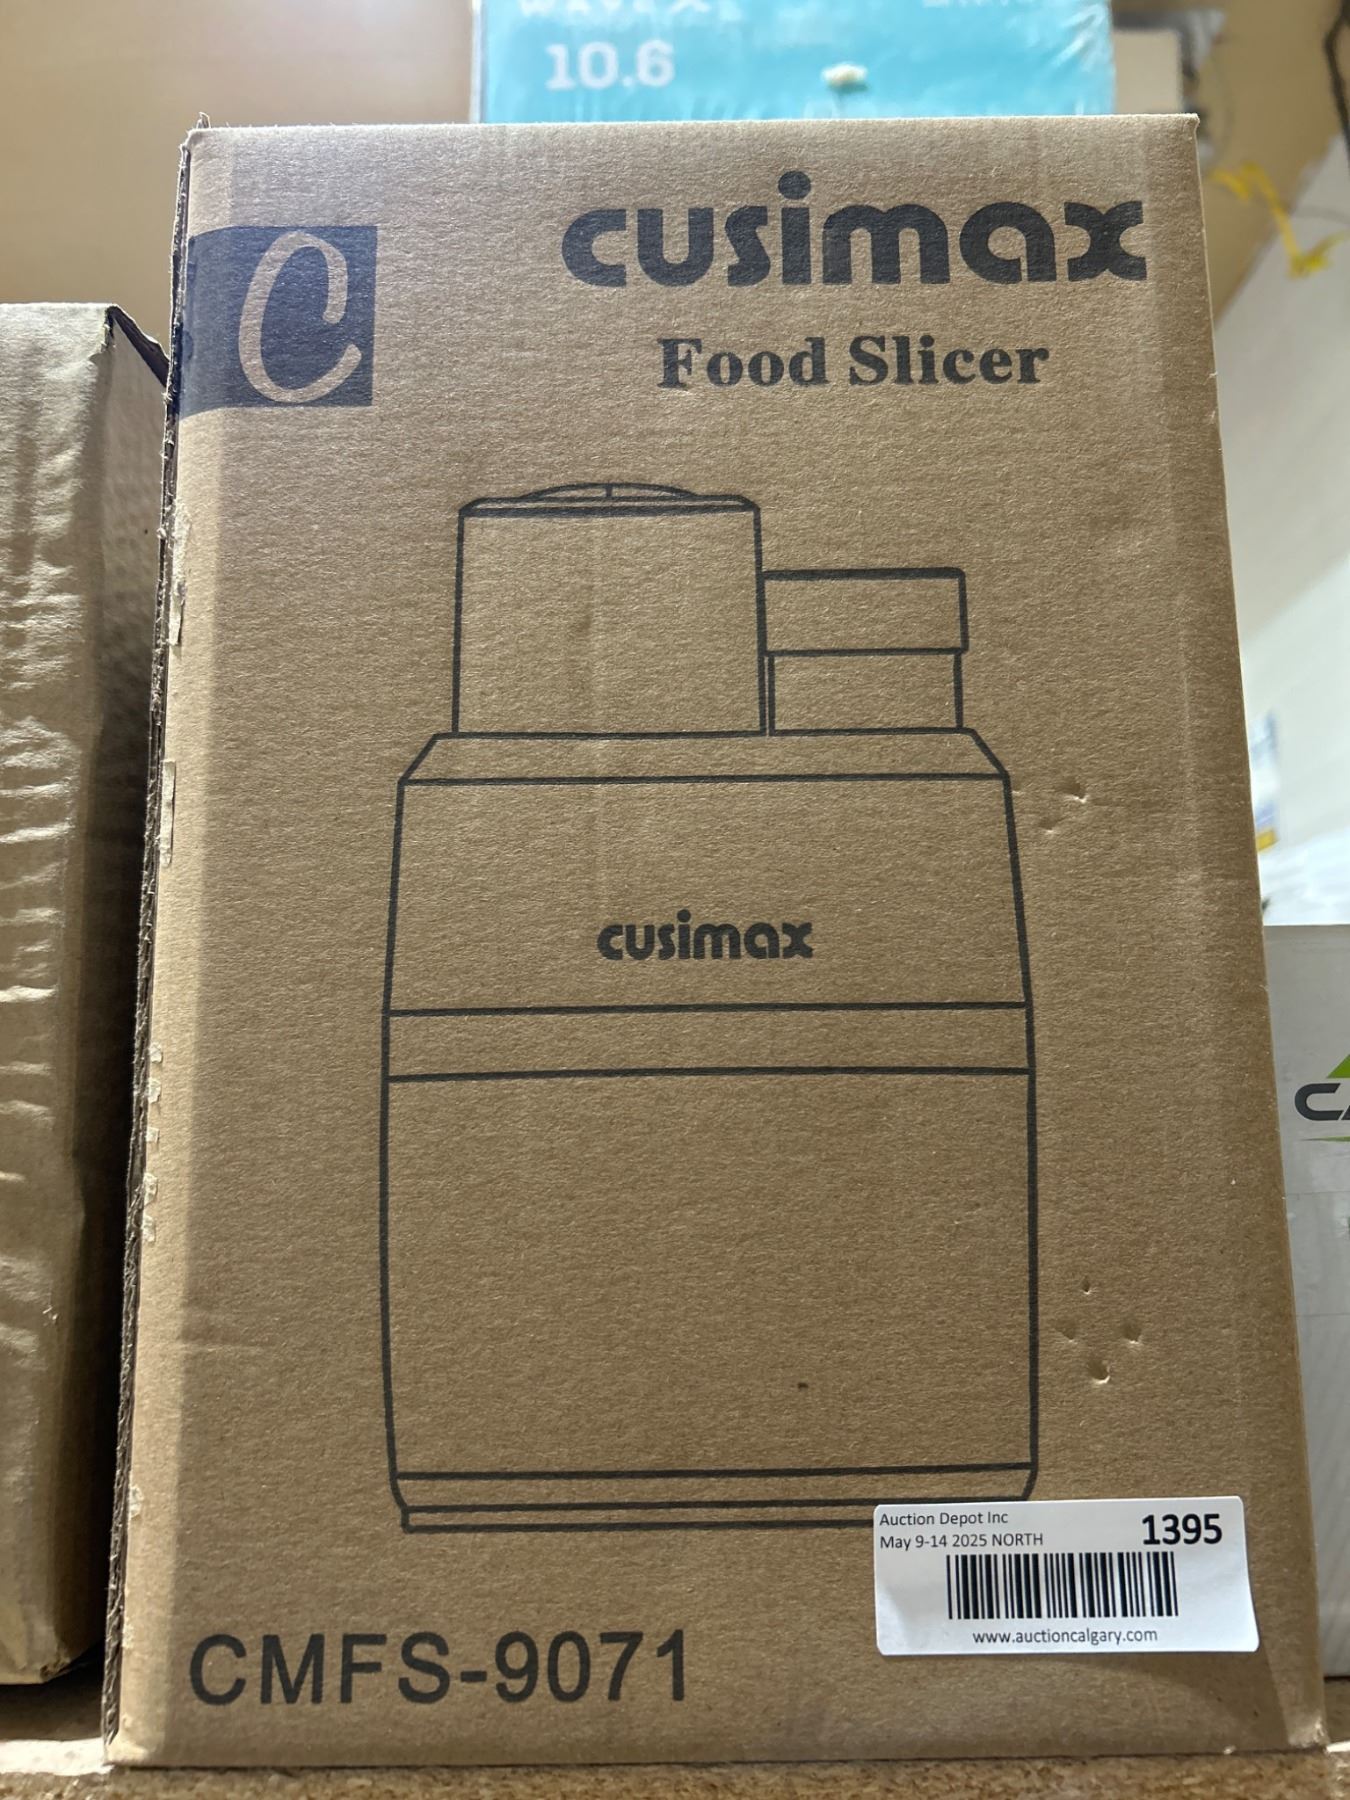 10.6
C
cusimax
Food Slicer
cusimax
Auction Depot Inc
May 9-14 2025 NORTH
1395
www.auctioncalgary.com
CMFS-9071